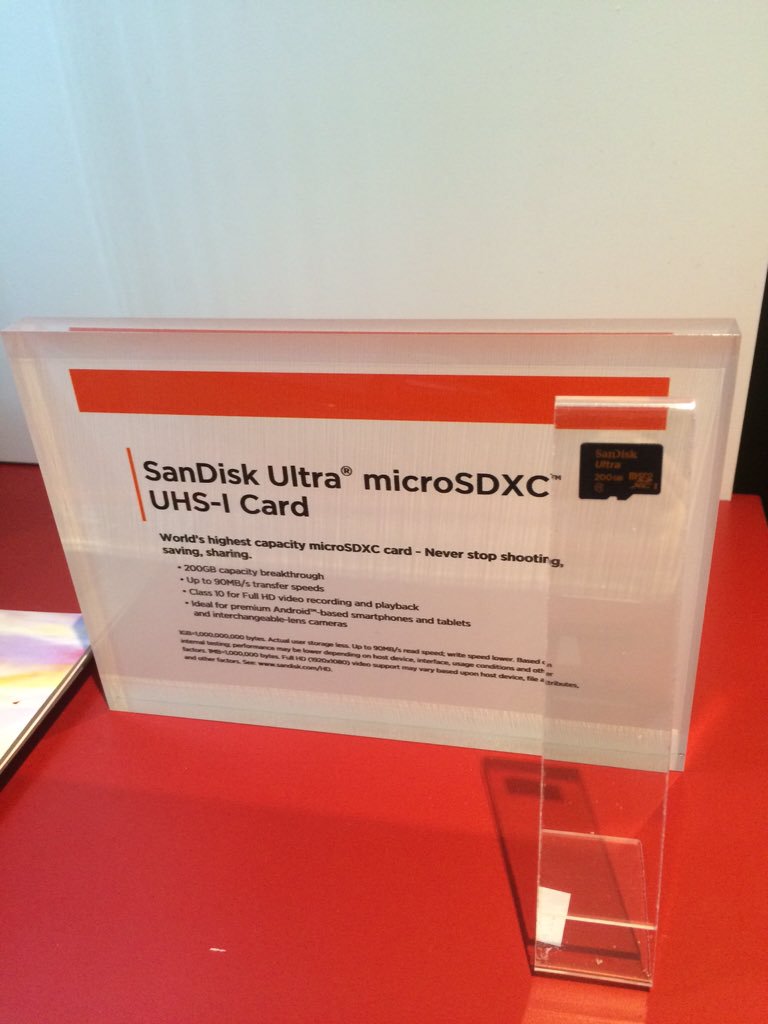 SanDisk Ultra® microSDXC™
UHS-I Card
World's highest capacity microSDXC card - Never stop shooting,
saving, sharing.
• 200GB capacity breakthrough
• Up to 90MB/s transfer speeds
• Class 10 for Full HD video recording and playback
• Ideal for premium Android™-based smartphones and tablets
and interchangeable-lens cameras
1GB=1,000,000,000 bytes. Actual user storage less. Up to 90MB/s read speed; write speed lower. Based on
internal testing; performance may be lower depending on host device, interface, usage conditions and other
factors. 1MB=1,000,000 bytes. Full HD (1920x1080) video support may vary based upon host device, file attributes,
and other factors. See: www.sandisk.com/HD.
SanDisk
Ultra
200GB microSDXC I